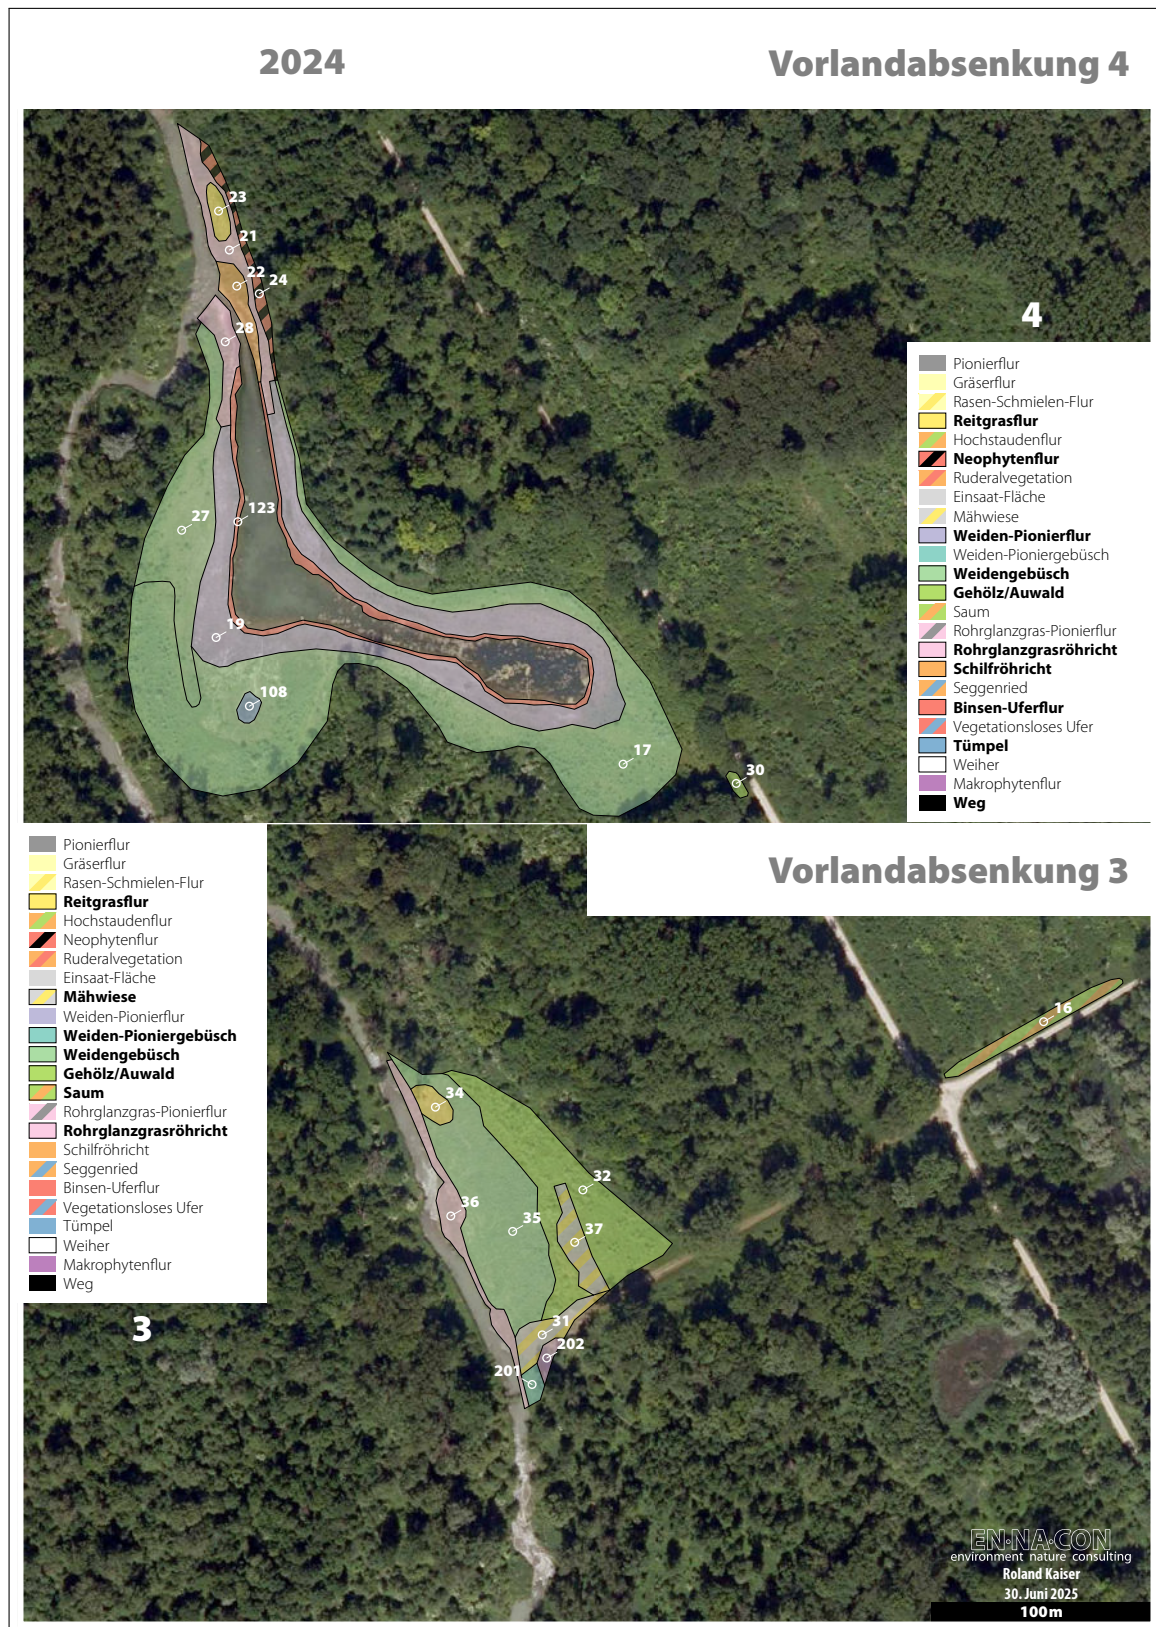 2024
Vorlandabsenkung 4
23
21
22
24
28
27
123
19
108
17
30
4
Pionierflur
Gräserflur
Rasen-Schmielen-Flur
Reitgrasflur
Hochstaudenflur
Neophytenflur
Ruderalvegetation
Einsaat-Fläche
Mähwiese
Weiden-Pionierflur
Weiden-Pioniergebüsch
Weidengebüsch
Gehölz/Auwald
Saum
Rohrglanzgras-Pionierflur
Rohrglanzgrasröhricht
Schilfröhricht
Seggenried
Binsen-Uferflur
Vegetationsloses Ufer
Tümpel
Weiher
Makrophytenflur
Weg
Vorlandabsenkung 3
Pionierflur
Gräserflur
Rasen-Schmielen-Flur
Reitgrasflur
Hochstaudenflur
Neophytenflur
Ruderalvegetation
Einsaat-Fläche
Mähwiese
Weiden-Pionierflur
Weiden-Pioniergebüsch
Weidengebüsch
Gehölz/Auwald
Saum
Rohrglanzgras-Pionierflur
Rohrglanzgrasröhricht
Schilfröhricht
Seggenried
Binsen-Uferflur
Vegetationsloses Ufer
Tümpel
Weiher
Makrophytenflur
Weg
3
16
34
32
36
35
37
31
202
201
EN·NA·CON
environment nature consulting
Roland Kaiser
30. Juni 2025
100 m